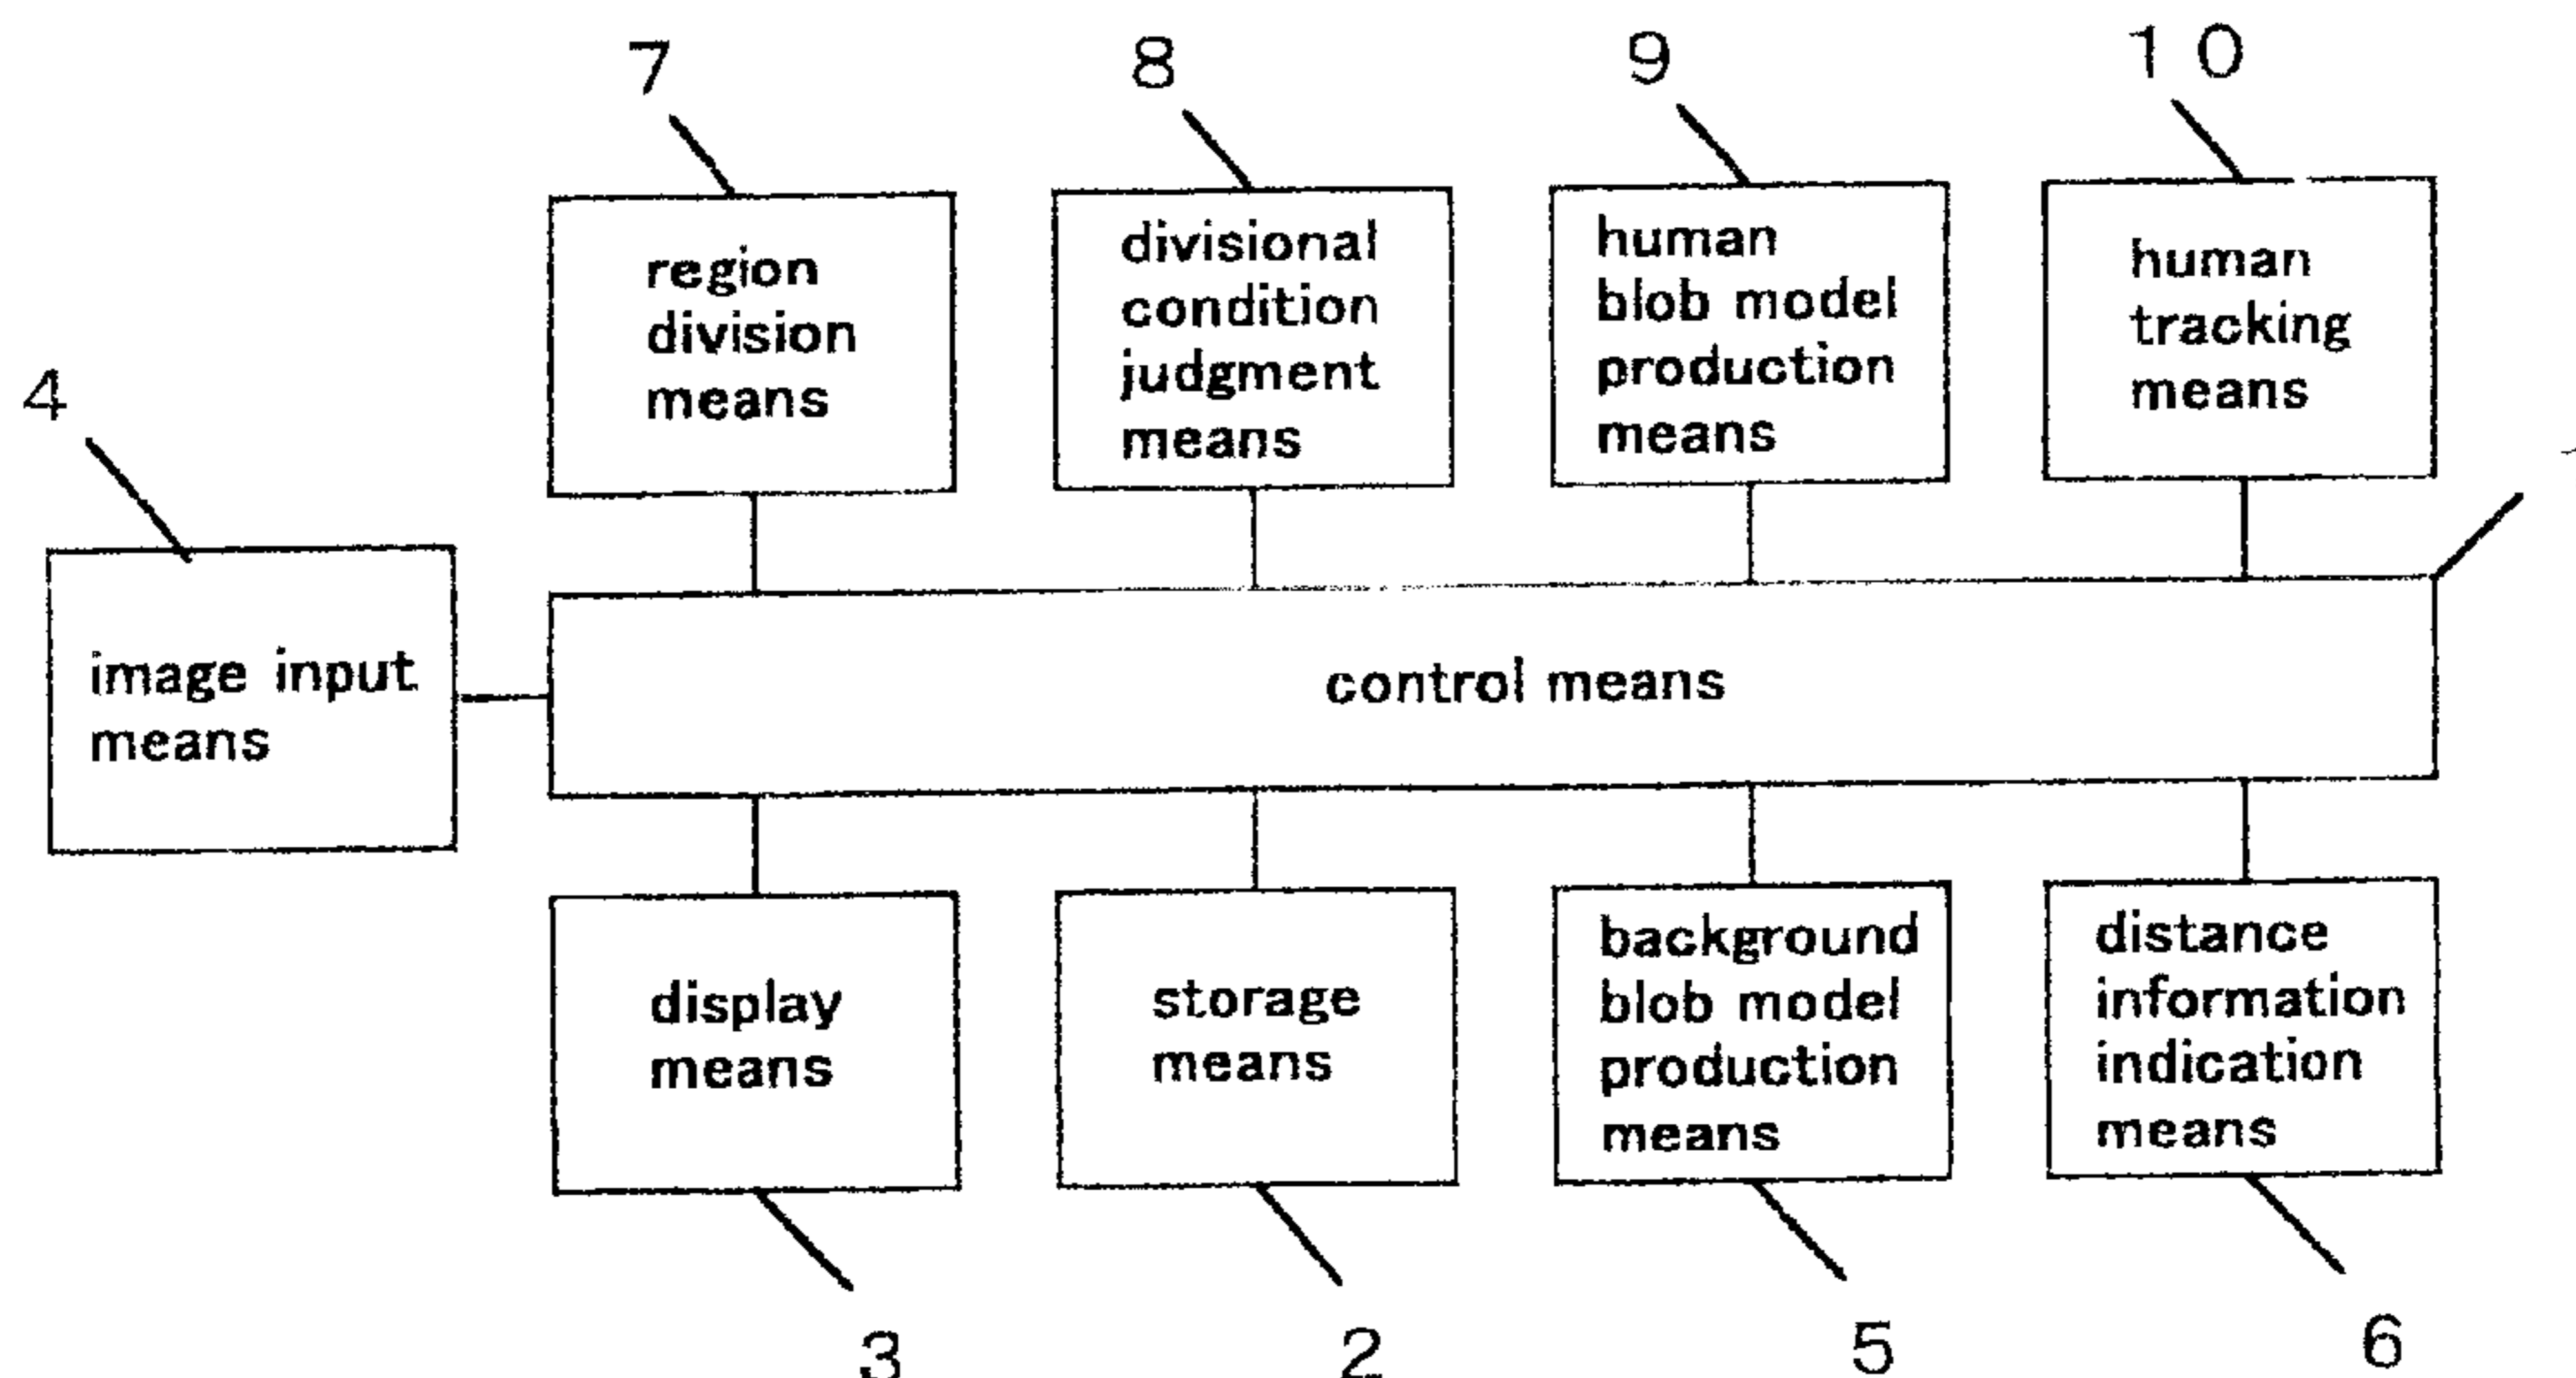 7
8
9
10
region
division
means
divisional
condition
judgment
means
human
blob model
production
means
human
tracking
means
4
image input
means
control means
display
means
storage
means
background
blob model
production
means
distance
information
indication
means
3
2
5
6